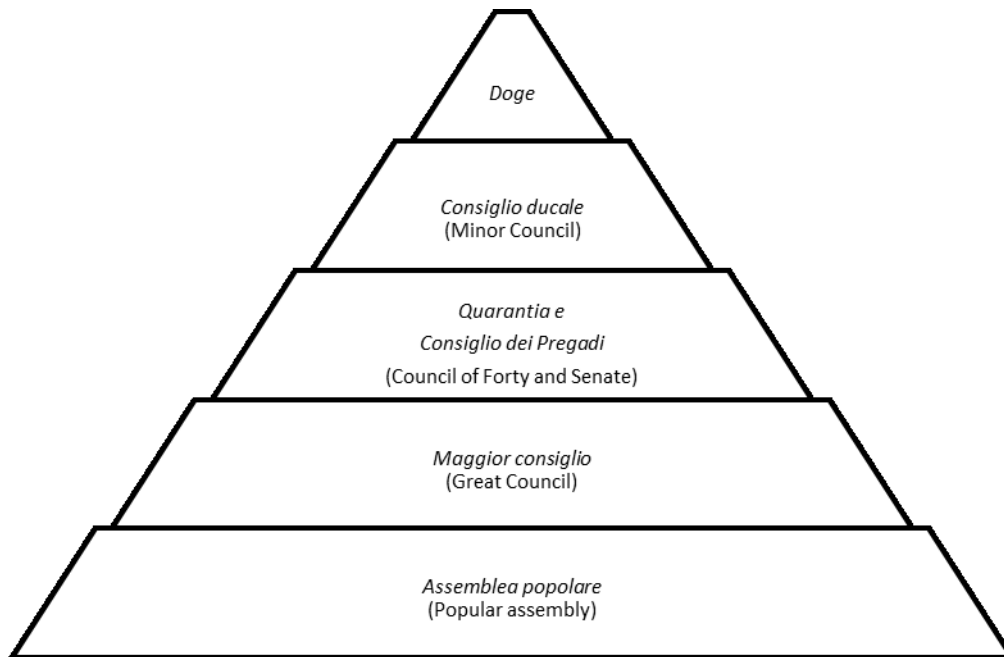 Doge
Consiglio ducale
(Minor Council)
Quarantia e
Consiglio dei Pregadi
(Council of Forty and Senate)
Maggior consiglio
(Great Council)
Assemblea popolare
(Popular assembly)